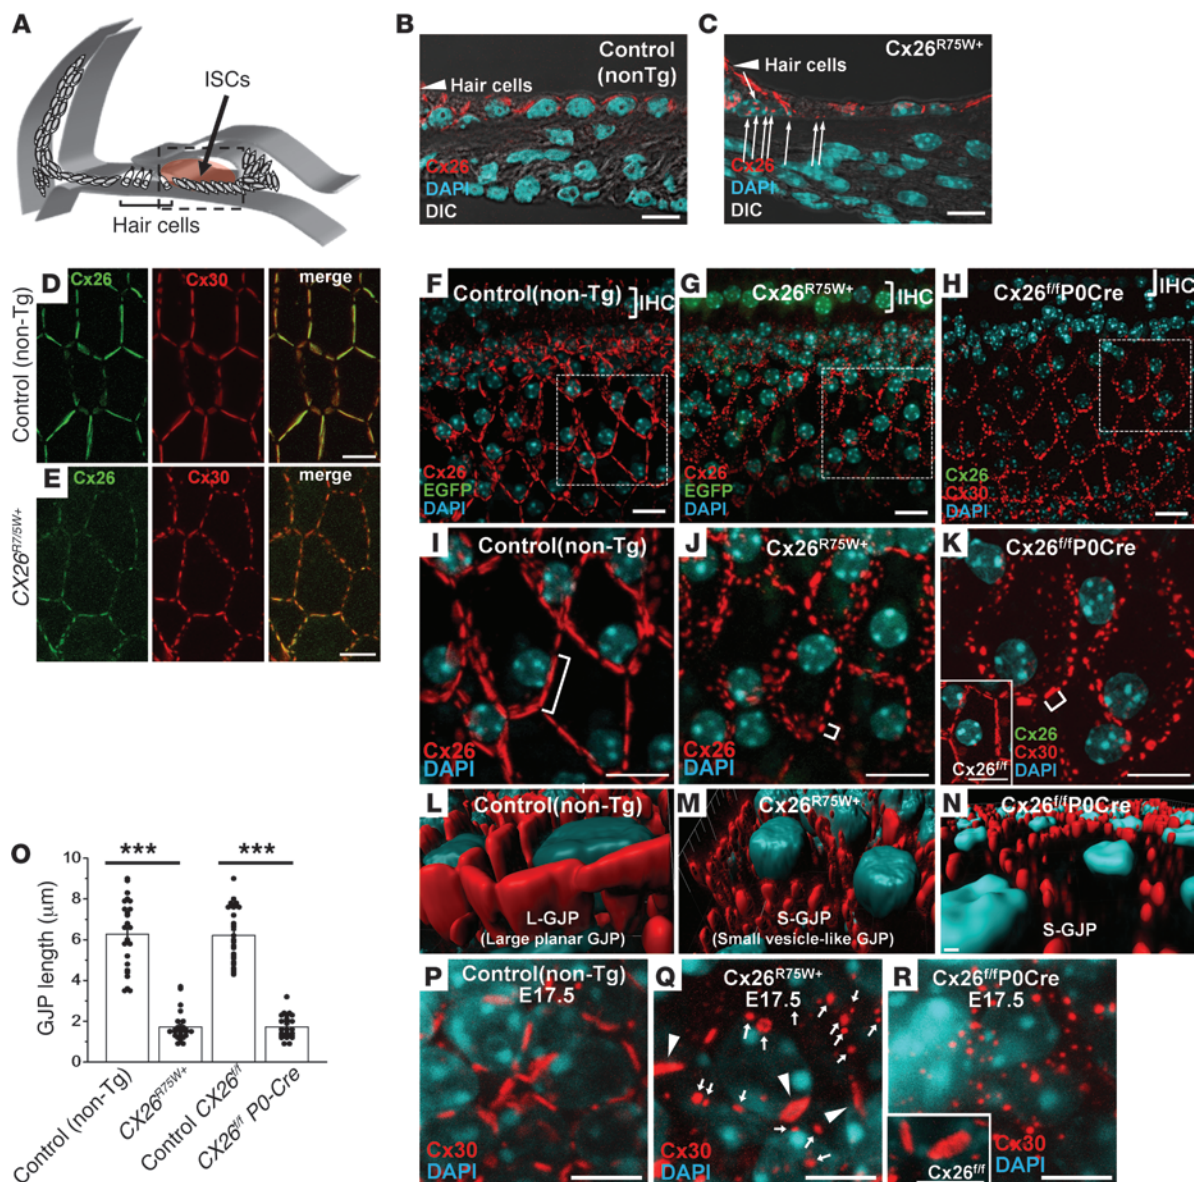 A
ISCs
Hair cells
B
Control
(nonTg)
Hair cells
Cx26
DAPI
DIC
C
Cx26R75W+
Hair cells
Cx26
DAPI
DIC
D
Cx26
Cx30
merge
Control (non-Tg)
E
Cx26
Cx30
merge
CX26R7/5W+
F
Control(non-Tg)
IHC
Cx26
EGFP
DAPI
G
Cx26R75W+
IHC
Cx26
EGFP
DAPI
H
Cx26f/fP0Cre
IHC
Cx26
Cx30
DAPI
I
Control(non-Tg)
Cx26
DAPI
J
Cx26R75W+
Cx26
DAPI
K
Cx26f/fP0Cre
Cx26
Cx30
DAPI
Cx26f/f
L
Control(non-Tg)
L-GJP
(Large planar GJP)
M
Cx26R75W+
S-GJP
(Small vesicle-like GJP)
N
Cx26f/fP0Cre
S-GJP
O
GJP length (μm)
10
8
6
4
2
0
***
***
Control (non-Tg)
CX26R75W+
Control CX26f/f
CX26f/f P0-Cre
P
Control(non-Tg)
E17.5
Cx30
DAPI
Q
Cx26R75W+
E17.5
Cx30
DAPI
R
Cx26f/fP0Cre
E17.5
Cx30
DAPI
Cx26f/f